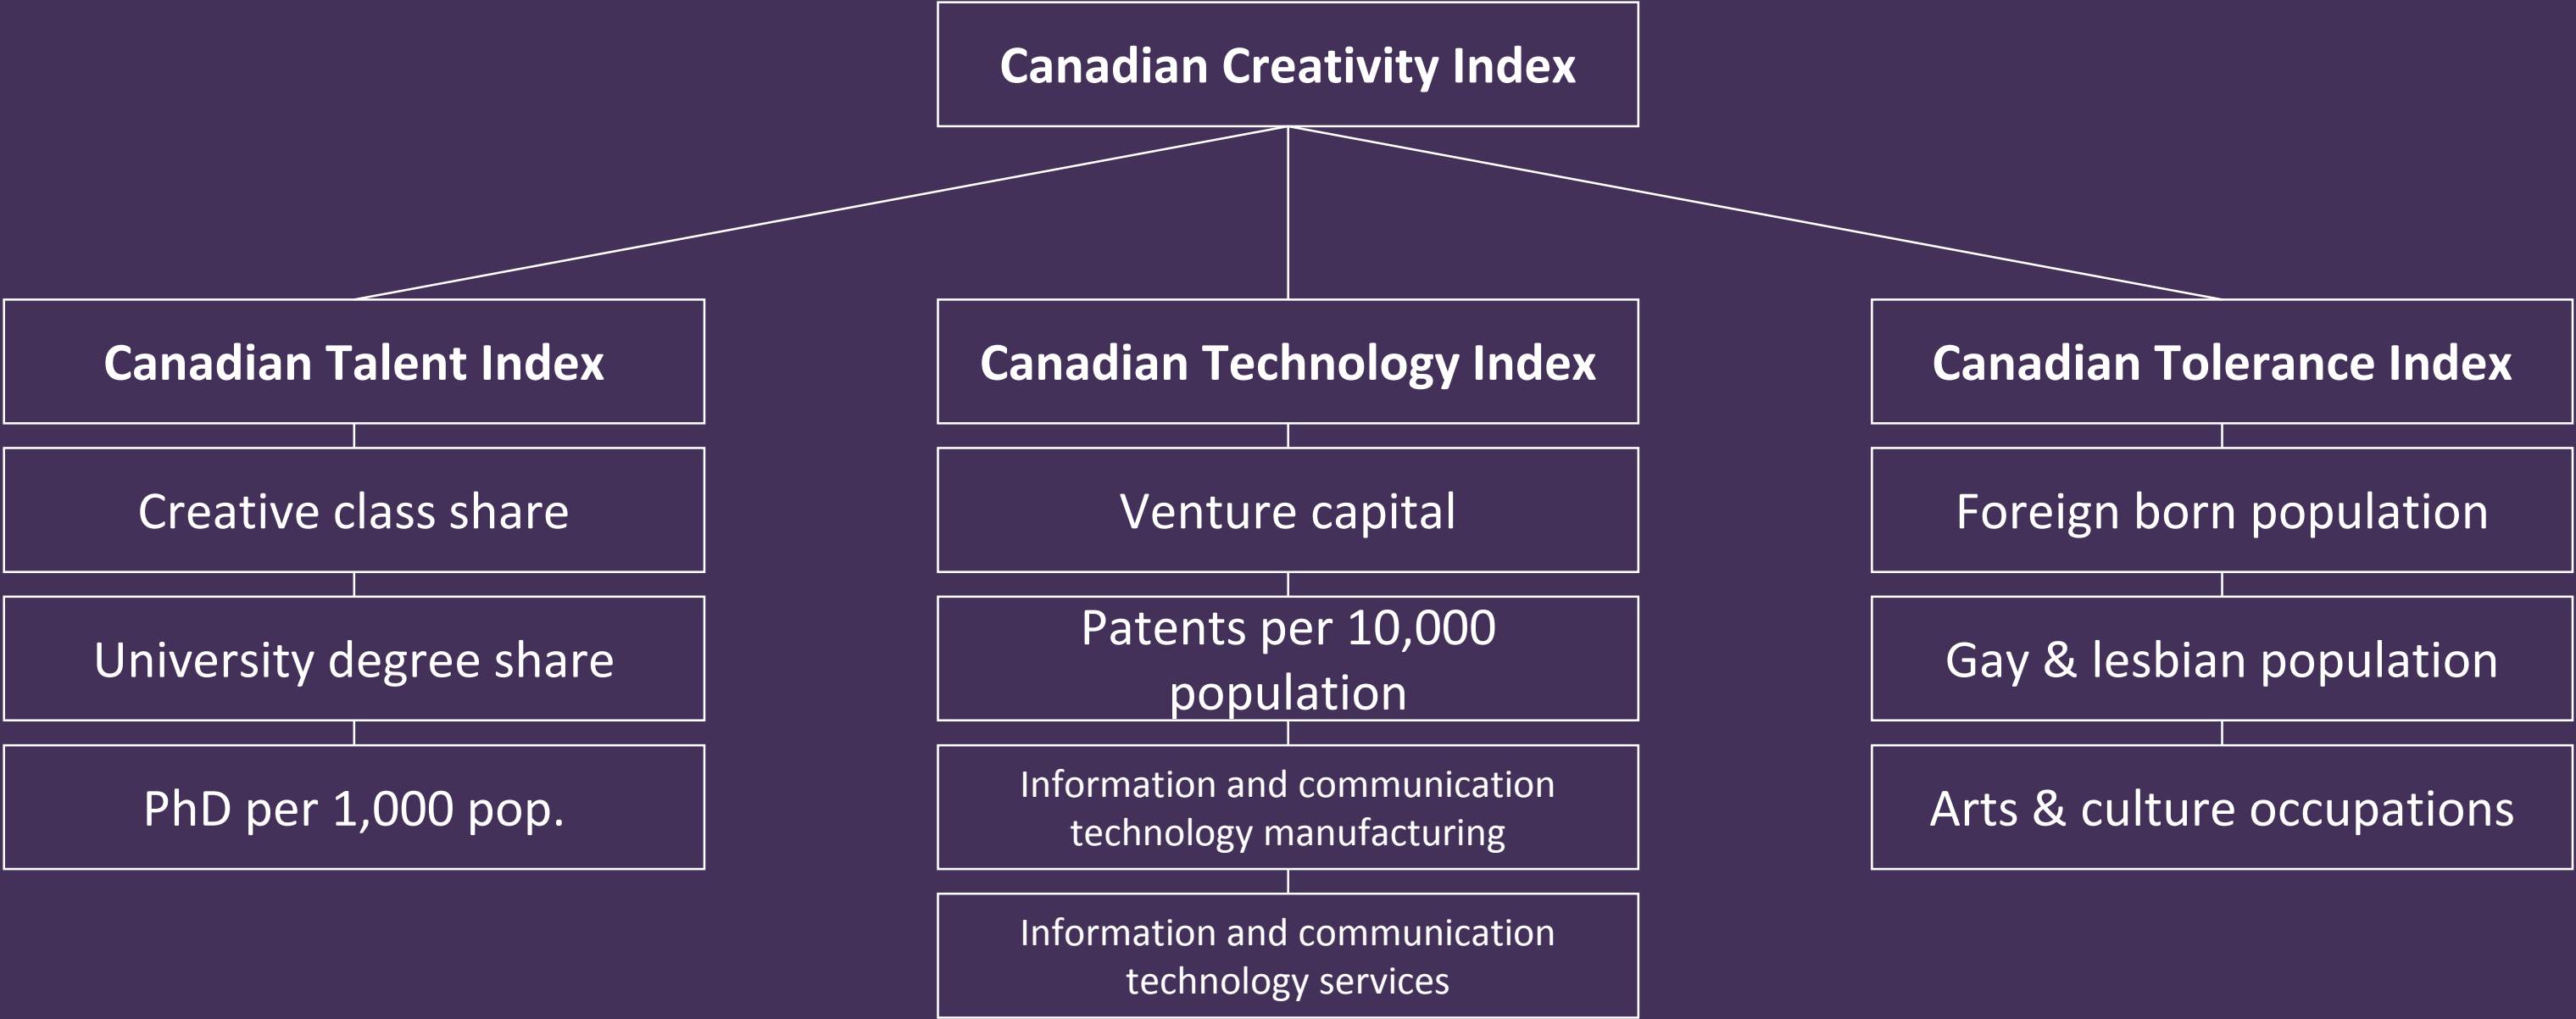 Canadian Creativity Index
Canadian Talent Index
Creative class share
University degree share
PhD per 1,000 pop.
Canadian Technology Index
Venture capital
Patents per 10,000
population
Information and communication
technology manufacturing
Information and communication
technology services
Canadian Tolerance Index
Foreign born population
Gay & lesbian population
Arts & culture occupations